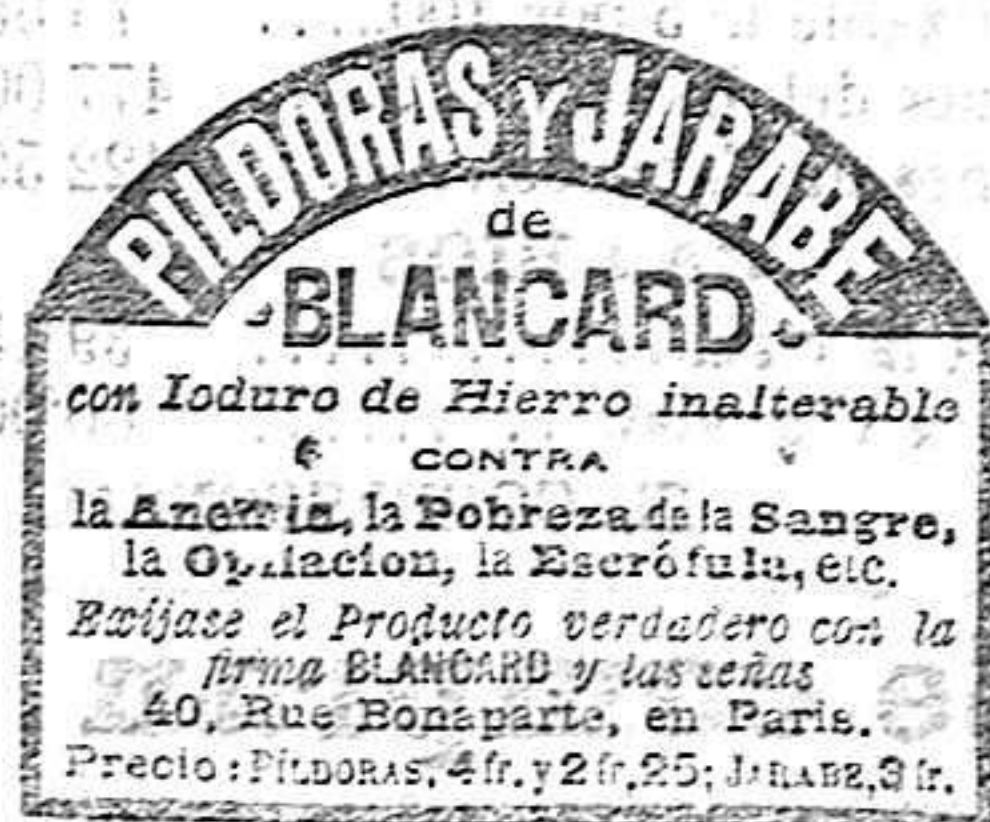 PILDORAS Y JARABE
de
BLANCARD
con Ioduro de Hierro inalterable
CONTRA
la Anemia, la Pobreza de la Sangre,
la Opilacion, la Escrófula, etc.
Exijase el Producto verdadero con la
firma BLANCARD y las señas
40, Rue Bonaparte, en Paris.
Precio: PÍLDORAS, 4 fr. y 2 fr. 25; JARABE, 3 fr.